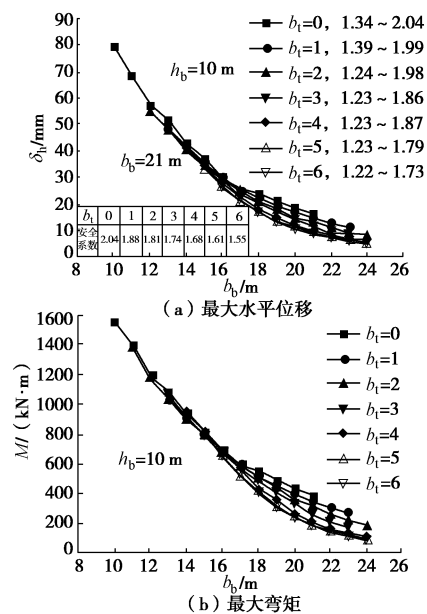 90
80
70
60
50
40
30
20
10
0
δh/mm
hb=10 m
bb=21 m
bt=0, 1.34~2.04
bt=1, 1.39~1.99
bt=2, 1.24~1.98
bt=3, 1.23~1.86
bt=4, 1.23~1.87
bt=5, 1.23~1.79
bt=6, 1.22~1.73
bt 0 1 2 3 4 5 6
安全系数 2.04 1.88 1.81 1.74 1.68 1.61 1.55
8 10 12 14 16 18 20 22 24 26
bb/m
(a) 最大水平位移
1600
1400
1200
1000
800
600
400
200
0
M/(kN·m)
hb=10 m
bt=0
bt=1
bt=2
bt=3
bt=4
bt=5
bt=6
8 10 12 14 16 18 20 22 24 26
bb/m
(b) 最大弯矩